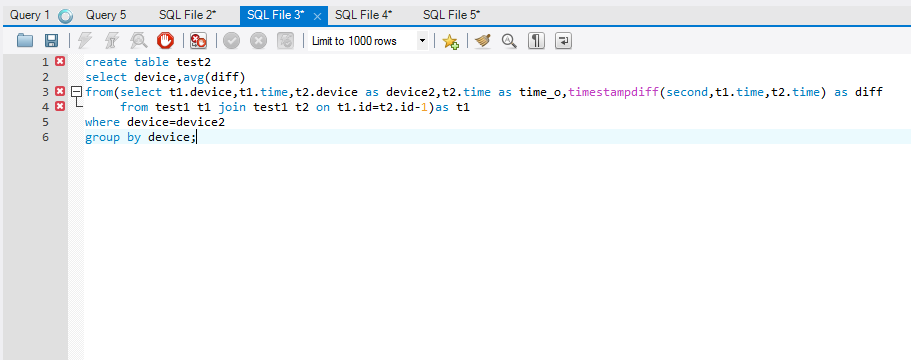 Query 1 Query 5 SQL File 2* SQL File 3* SQL File 4* SQL File 5*
Limit to 1000 rows
1 create table test2
2 select device,avg(diff)
3 from(select t1.device,t1.time,t2.device as device2,t2.time as time_o,timestampdiff(second,t1.time,t2.time) as diff
4 from test1 t1 join test1 t2 on t1.id=t2.id-1)as t1
5 where device=device2
6 group by device;